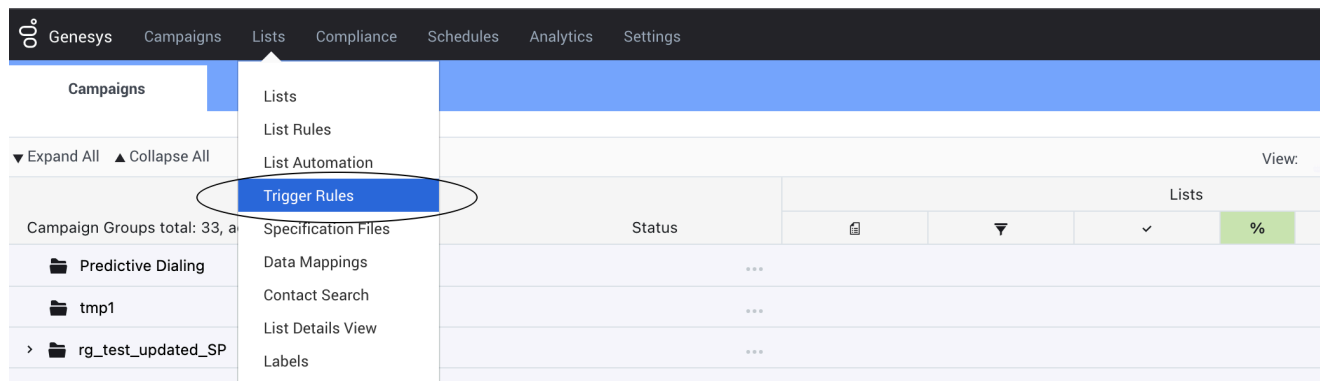 Genesys Campaigns Lists Compliance Schedules Analytics Settings
Campaigns
Lists
List Rules
List Automation
Trigger Rules
Specification Files
Data Mappings
Contact Search
List Details View
Labels
Expand All Collapse All
View:
Lists
Campaign Groups total: 33, a
Status
%
Predictive Dialing
tmp1
rg_test_updated_SP